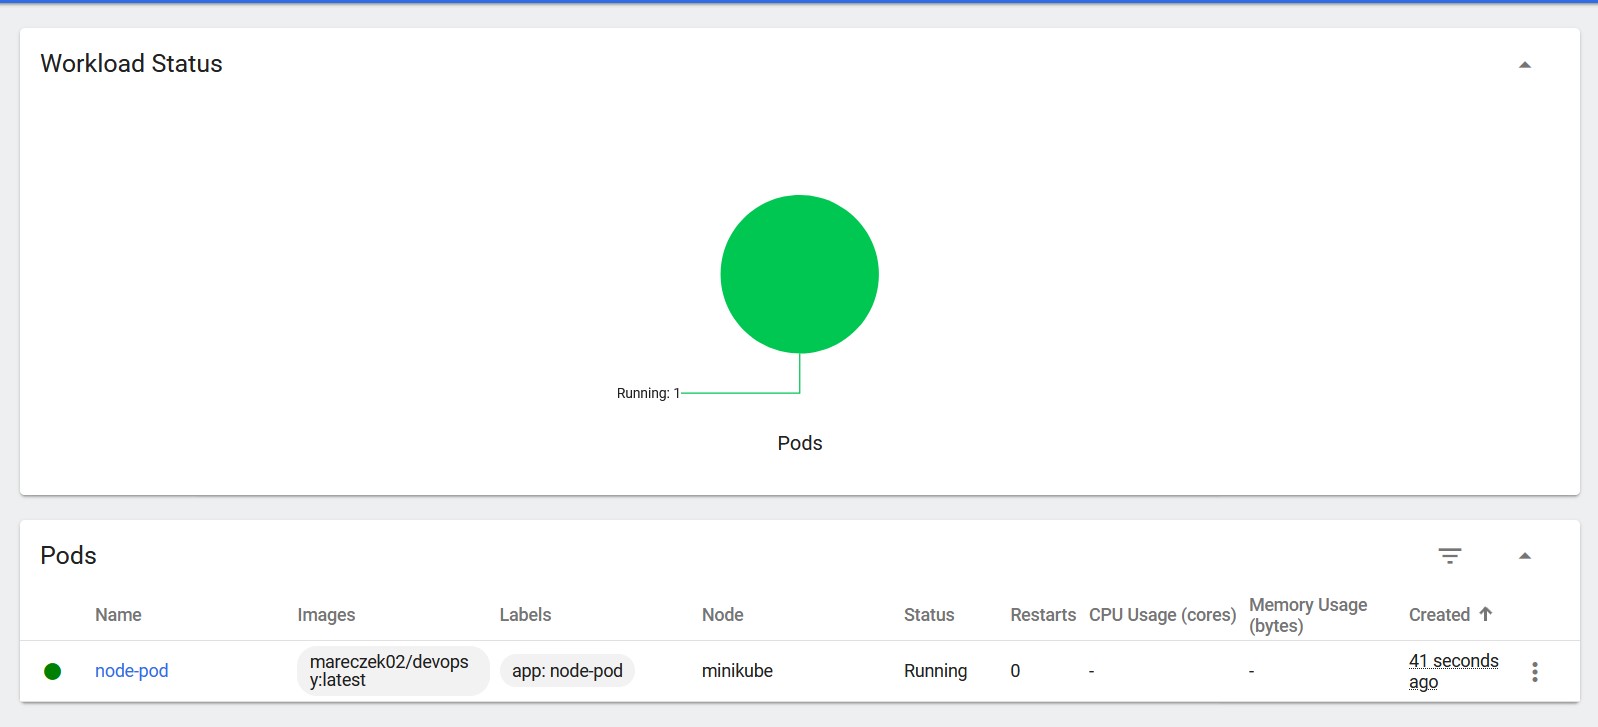 Workload Status
Running: 1
Pods
Pods
Name Images Labels Node Status Restarts CPU Usage (cores) Memory Usage (bytes) Created
node-pod mareczek02/devopsy:latest app: node-pod minikube Running 0 - - 41 seconds ago